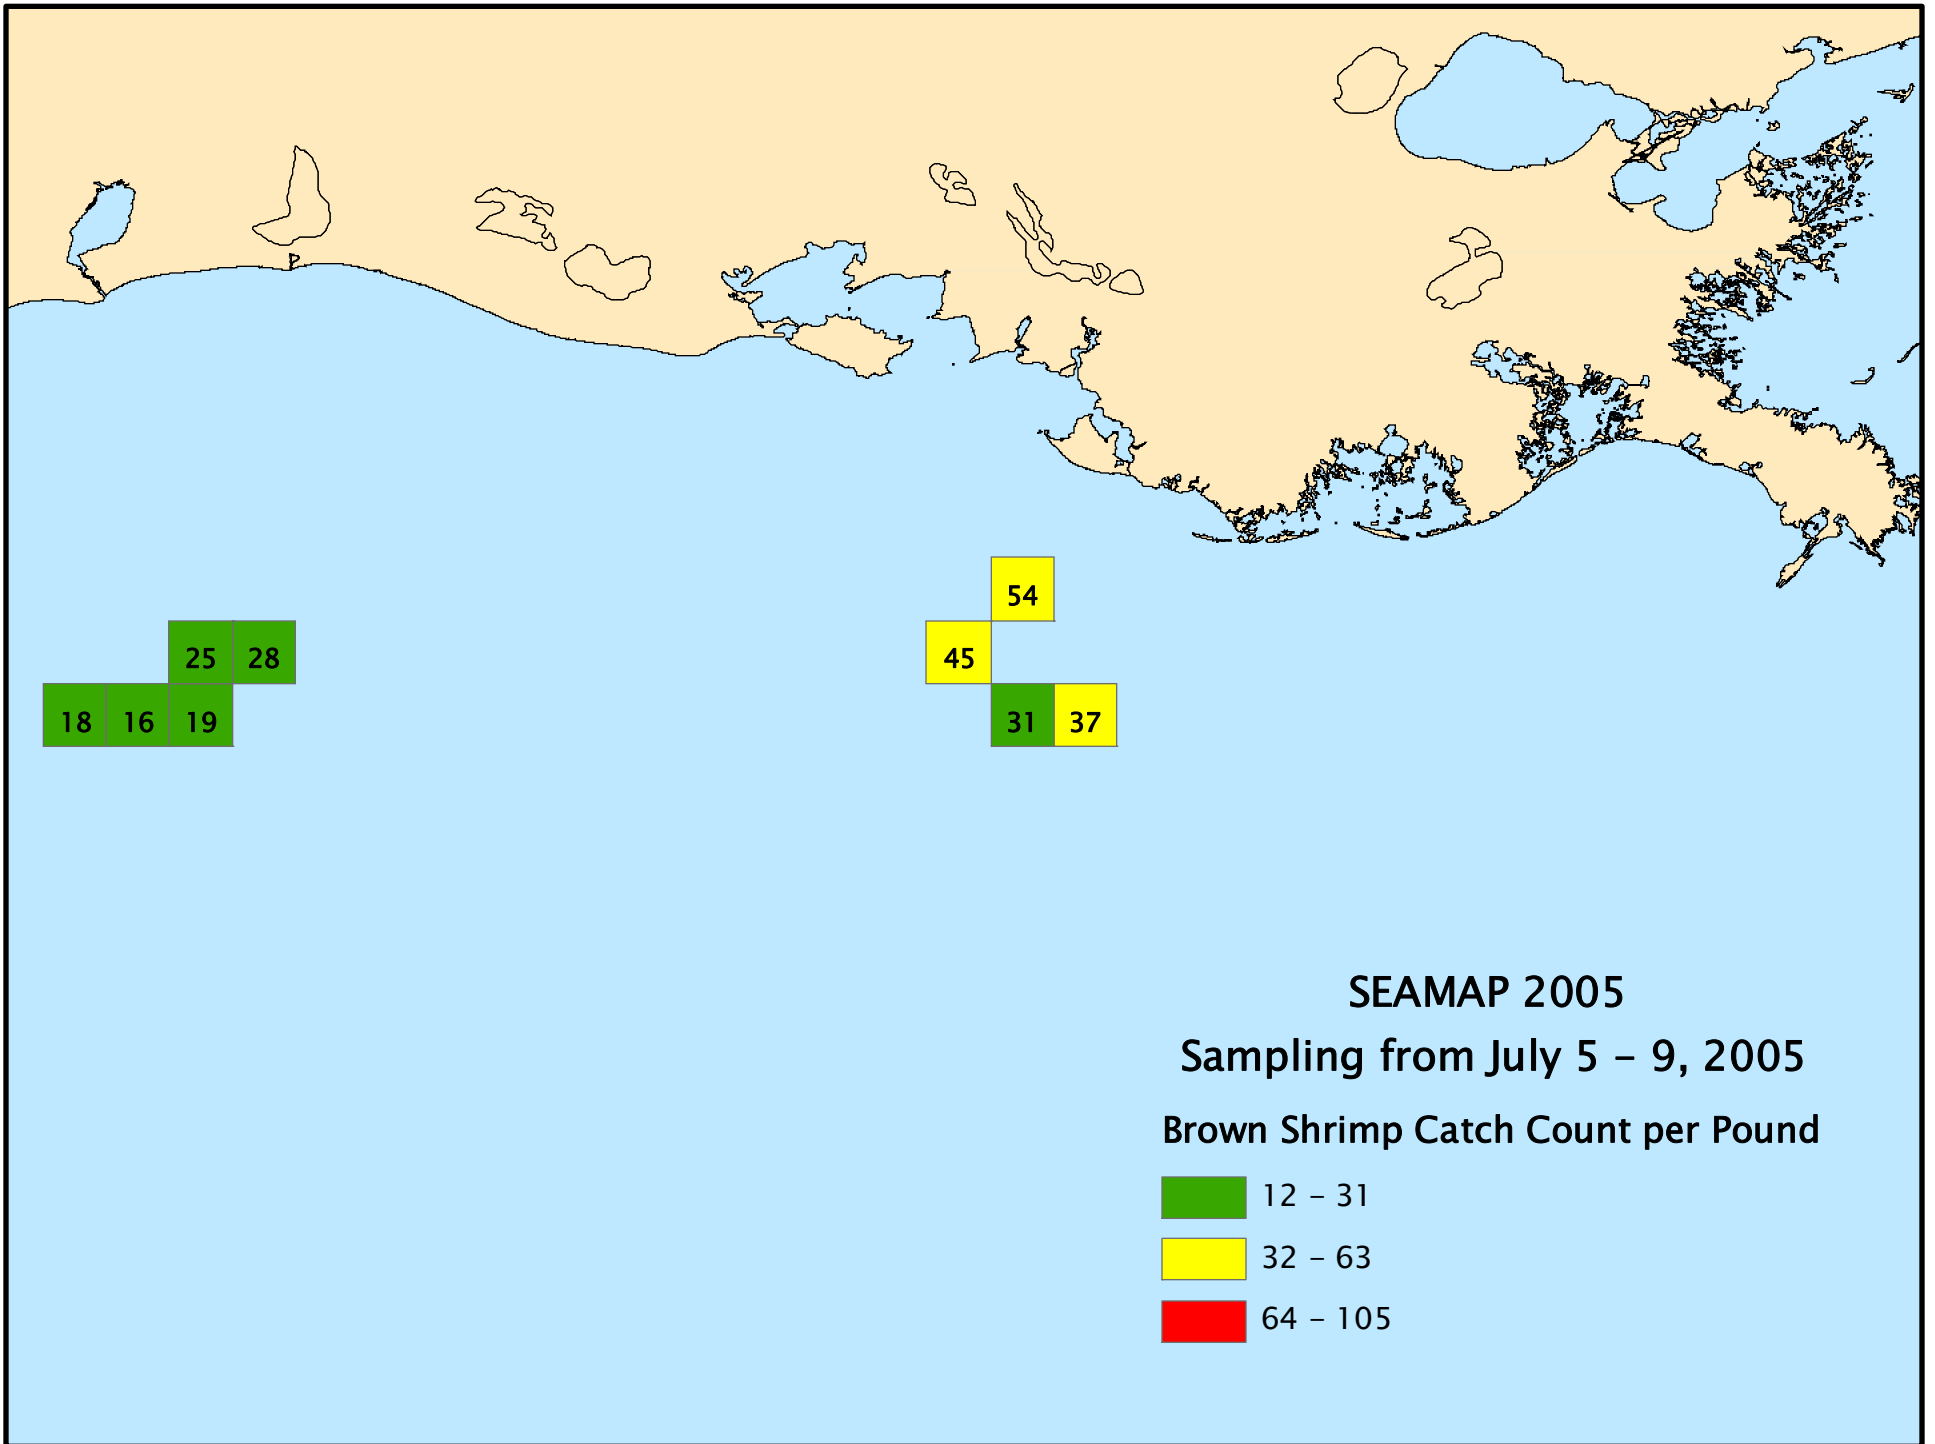 54
25 28 45
18 16 19 31 37
SEAMAP 2005
Sampling from July 5 - 9, 2005
Brown Shrimp Catch Count per Pound
12 - 31
32 - 63
64 - 105